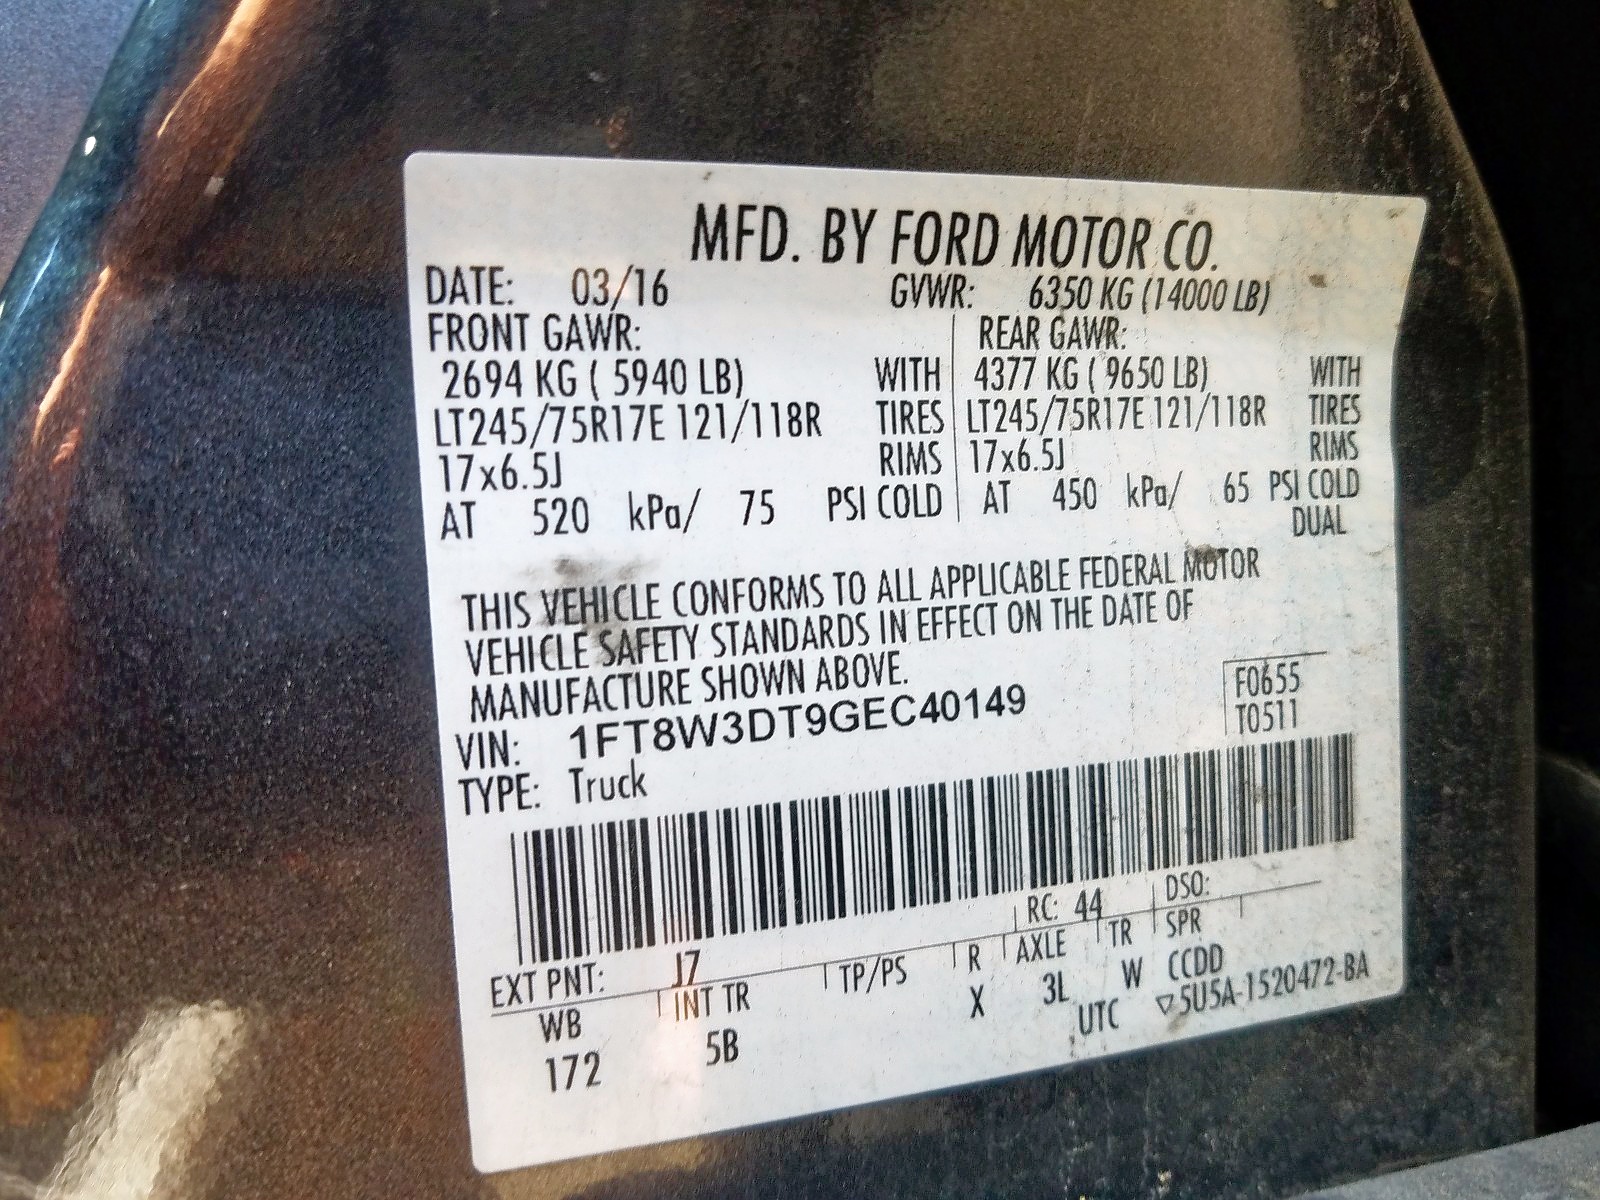 MFD. BY FORD MOTOR CO.
DATE: 03/16 GVWR: 6350 KG (14000 LB)
FRONT GAWR: REAR GAWR:
2694 KG ( 5940 LB) WITH 4377 KG ( 9650 LB) WITH
LT245/75R17E 121/118R TIRES LT245/75R17E 121/118R TIRES
17x6.5J RIMS 17x6.5J RIMS
AT 520 kPa/ 75 PSI COLD AT 450 kPa/ 65 PSI COLD
DUAL
THIS VEHICLE CONFORMS TO ALL APPLICABLE FEDERAL MOTOR
VEHICLE SAFETY STANDARDS IN EFFECT ON THE DATE OF
MANUFACTURE SHOWN ABOVE.
VIN: 1FT8W3DT9GEC40149 F0655
TYPE: Truck T0511
EXT PNT: J7 RC: 44 DSO:
WB INT TR TP/PS R AXLE TR SPR
172 5B X 3L W CCDD
UTC ▽5U5A-1520472-BA